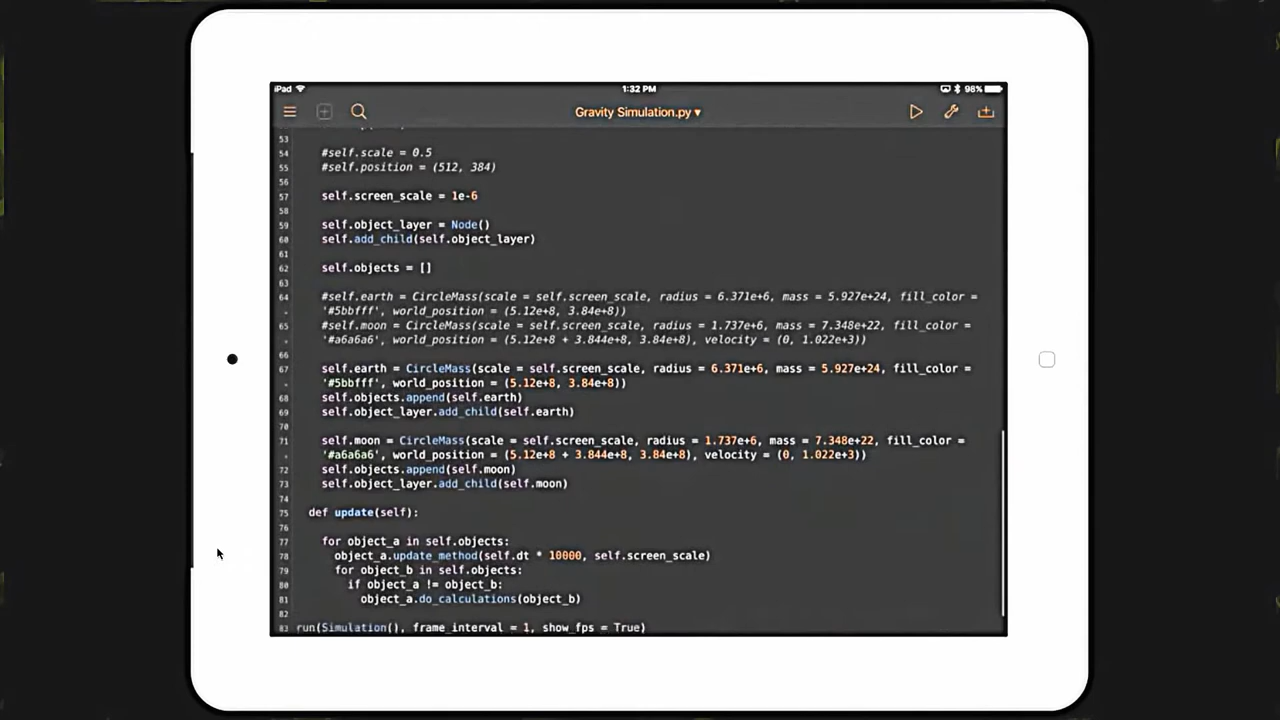 iPad 1:32 PM 98%
Gravity Simulation.py ▾
53
54 #self.scale = 0.5
55 #self.position = (512, 384)
56
57 self.screen_scale = 1e-6
58
59 self.object_layer = Node()
60 self.add_child(self.object_layer)
61
62 self.objects = []
63
64 #self.earth = CircleMass(scale = self.screen_scale, radius = 6.371e+6, mass = 5.927e+24, fill_color =
- '#5bbfff', world_position = (5.12e+8, 3.84e+8))
65 #self.moon = CircleMass(scale = self.screen_scale, radius = 1.737e+6, mass = 7.348e+22, fill_color =
- '#a6a6a6', world_position = (5.12e+8 + 3.844e+8, 3.84e+8), velocity = (0, 1.022e+3))
66
67 self.earth = CircleMass(scale = self.screen_scale, radius = 6.371e+6, mass = 5.927e+24, fill_color =
- '#5bbfff', world_position = (5.12e+8, 3.84e+8))
68 self.objects.append(self.earth)
69 self.object_layer.add_child(self.earth)
70
71 self.moon = CircleMass(scale = self.screen_scale, radius = 1.737e+6, mass = 7.348e+22, fill_color =
- '#a6a6a6', world_position = (5.12e+8 + 3.844e+8, 3.84e+8), velocity = (0, 1.022e+3))
72 self.objects.append(self.moon)
73 self.object_layer.add_child(self.moon)
74
75 def update(self):
76
77 for object_a in self.objects:
78 object_a.update_method(self.dt * 10000, self.screen_scale)
79 for object_b in self.objects:
80 if object_a != object_b:
81 object_a.do_calculations(object_b)
82
83 run(Simulation(), frame_interval = 1, show_fps = True)